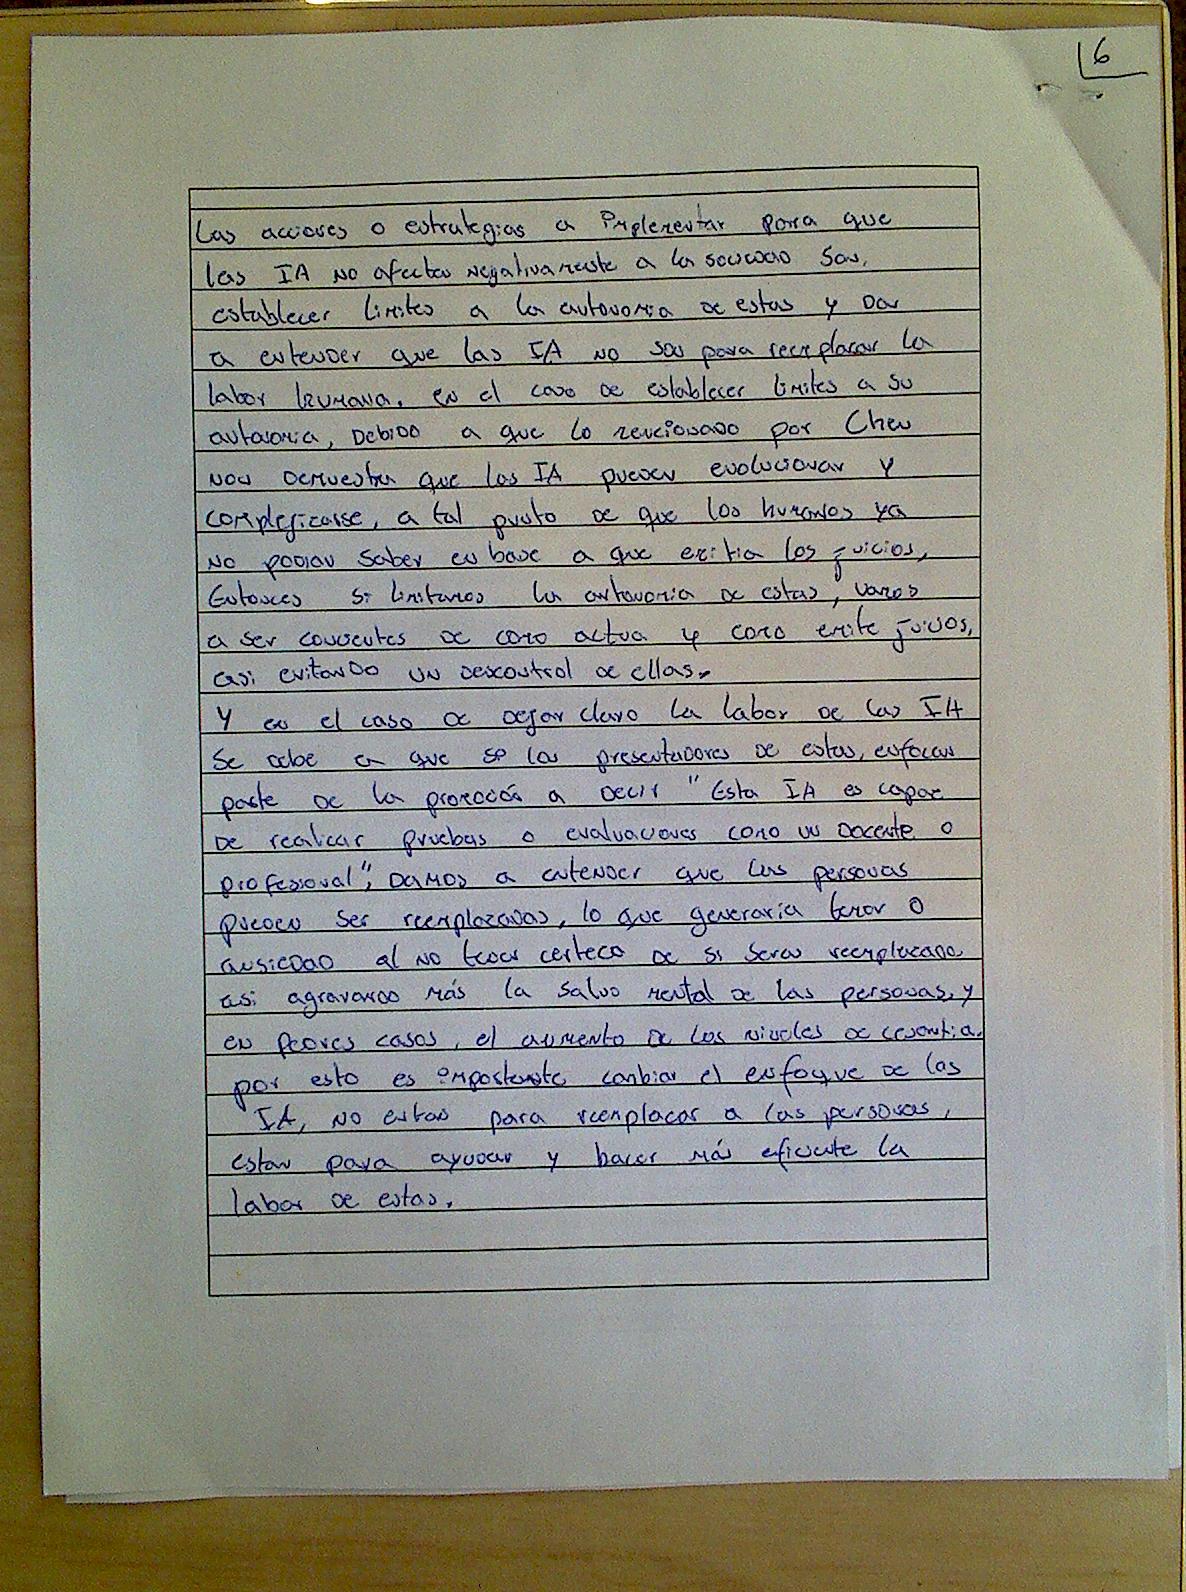 6
Las acciones o estrategias a implementar para que
las IA no afecten negativamente a la sociedad son,
establecer limites a la autonomia de estas y dar
a entender que las IA no son para reemplazar la
labor humana. en el caso de establecer limites a su
autonomia, Debido a que lo mencionado por Chen
nos demuestra que las IA pueden evolucionar y
complejizarse, a tal punto de que los humanos ya
no podian saber en base a que emitia los juicios,
Entonces si limitamos la autonomia de estas, vamos
a ser conscentes de como actua y como emite juicios,
asi evitando un descontrol de ellas.
Y en el caso de dejar claro la labor de las IA
se debe a que si los presentadores de estas, enfocan
parte de la promoción a decir "Esta IA es capaz
de realizar pruebas o evaluaciones como un docente o
profesional", Damos a entender que las personas
pueden ser reemplazadas, lo que generaria temor o
ansiedad al no tener certeza de si seras reemplazado
asi agravando más la salud mental de las personas, y
en peores casos, el aumento de los niveles de cesantia.
por esto es importante cambiar el enfoque de las
IA, no estan para reemplazar a las personas,
estan para ayudar y hacer más eficiente la
labor de estas.